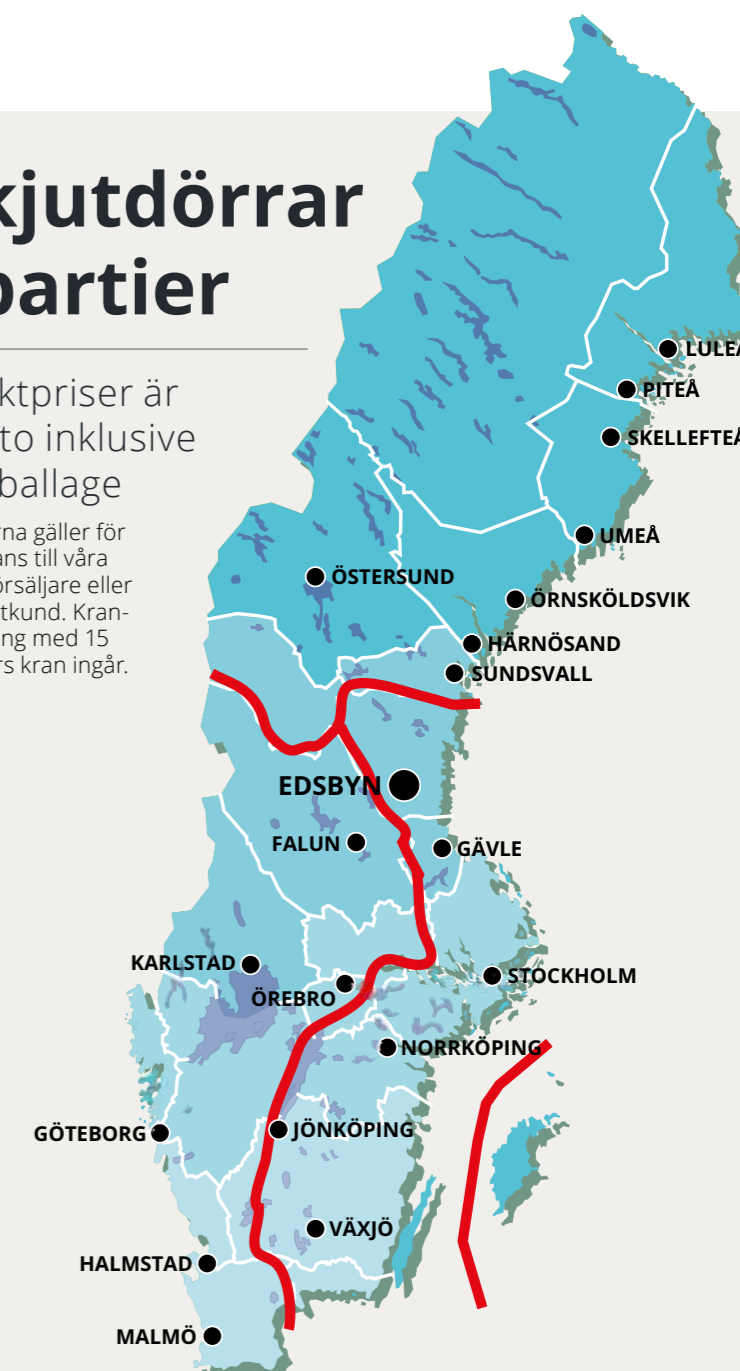 kjutdörrar
partier
ktpriser är
to inklusive
ballage
rna gäller för
ans till våra
örsäljare eller
tkund. Kran-
ng med 15
rs kran ingår.
LULEÅ
PITEÅ
SKELLEFTEÅ
UMEÅ
ÖSTERSUND
ÖRNSKÖLDSVIK
HÄRNÖSAND
SUNDSVALL
EDSBYN
FALUN
GÄVLE
KARLSTAD
STOCKHOLM
ÖREBRO
NORRKÖPING
GÖTEBORG
JÖNKÖPING
VÄXJÖ
HALMSTAD
MALMÖ